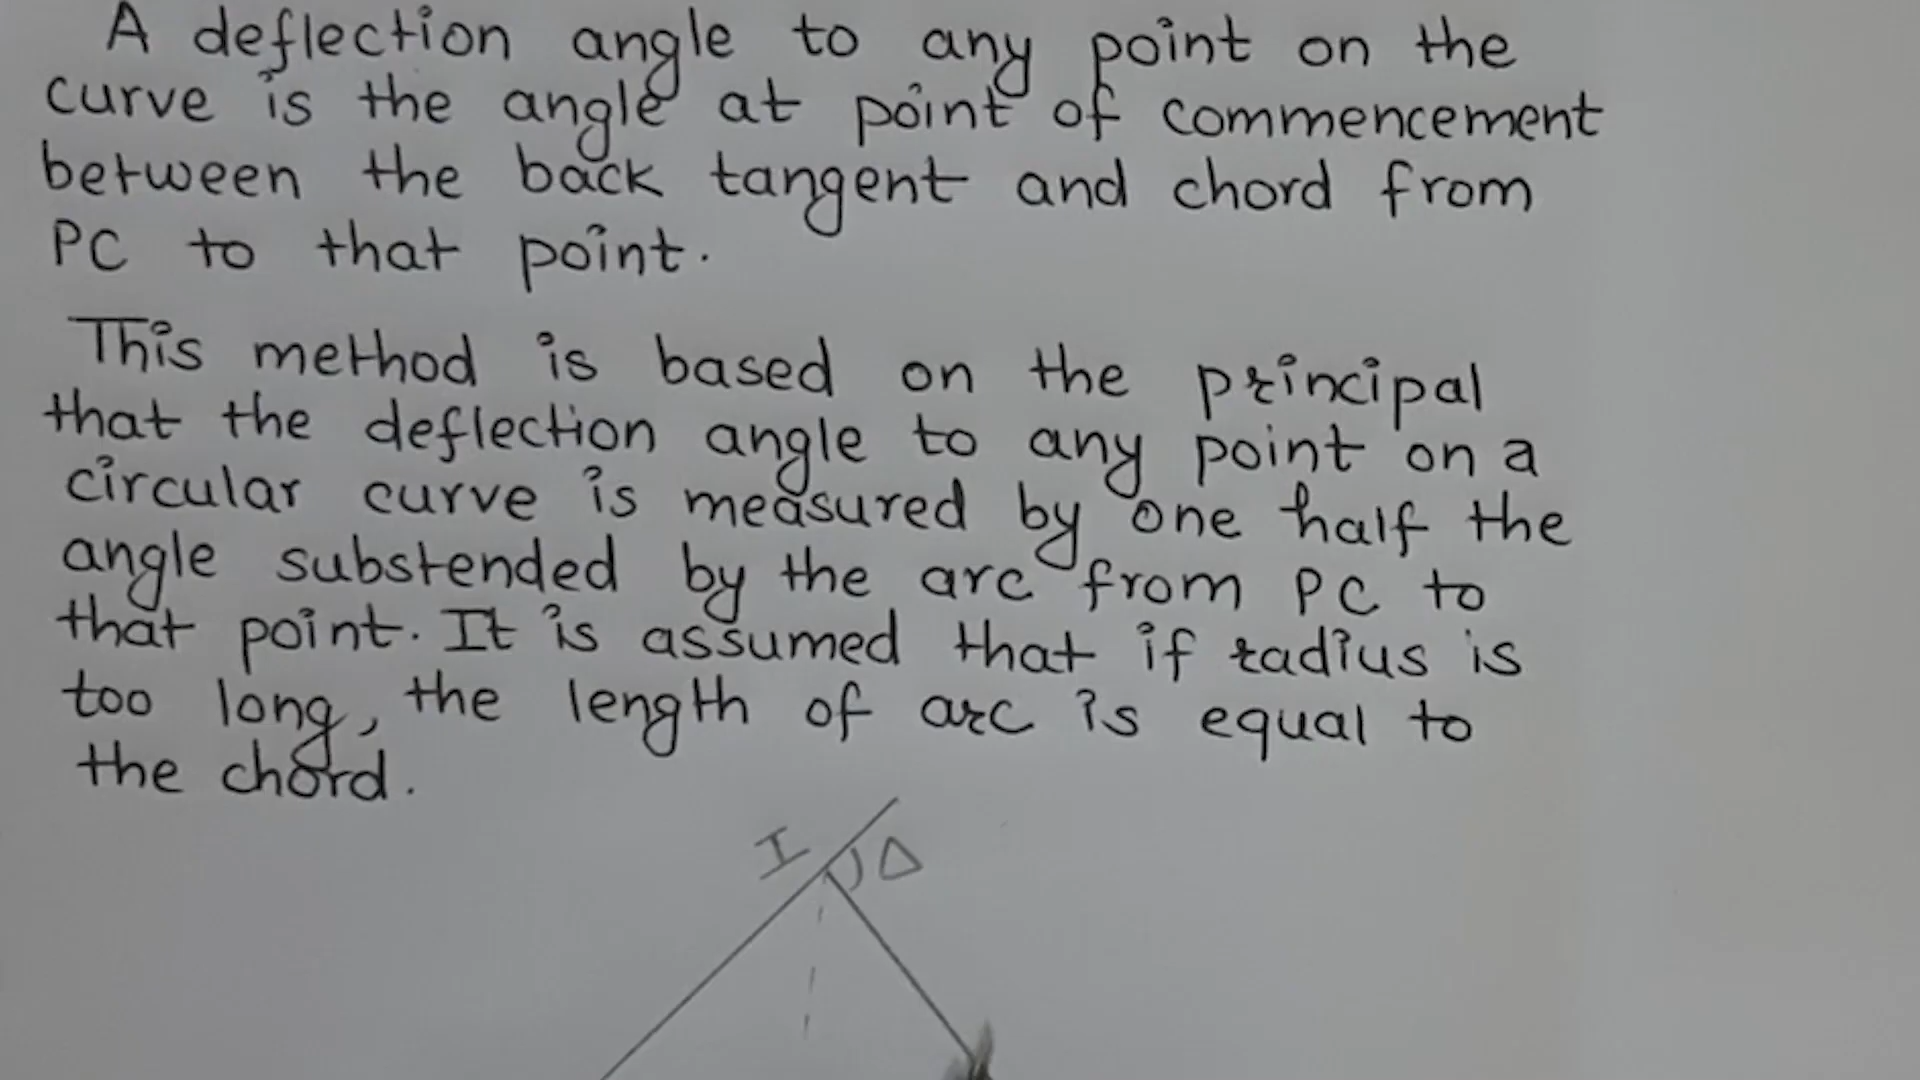 A deflection angle to any point on the
curve is the angle at point of commencement
between the back tangent and chord from
PC to that point.
This method is based on the principal
that the deflection angle to any point on a
circular curve is measured by one half the
angle substended by the arc from PC to
that point. It is assumed that if radius is
too long, the length of arc is equal to
the chord.
I Δ